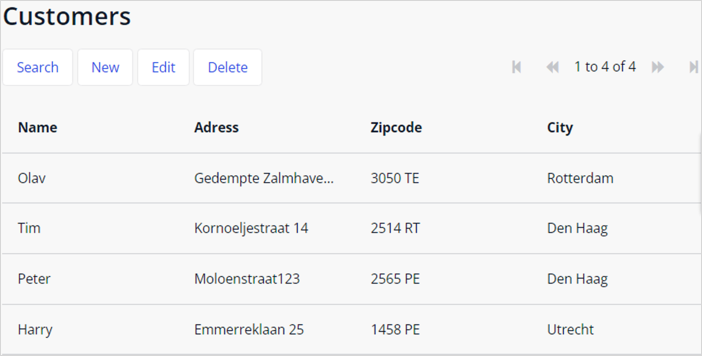 Customers
Search New Edit Delete 1 to 4 of 4
Name Adress Zipcode City
Olav Gedempte Zalmhave... 3050 TE Rotterdam
Tim Kornoeljestraat 14 2514 RT Den Haag
Peter Moloenstraat123 2565 PE Den Haag
Harry Emmerreklaan 25 1458 PE Utrecht